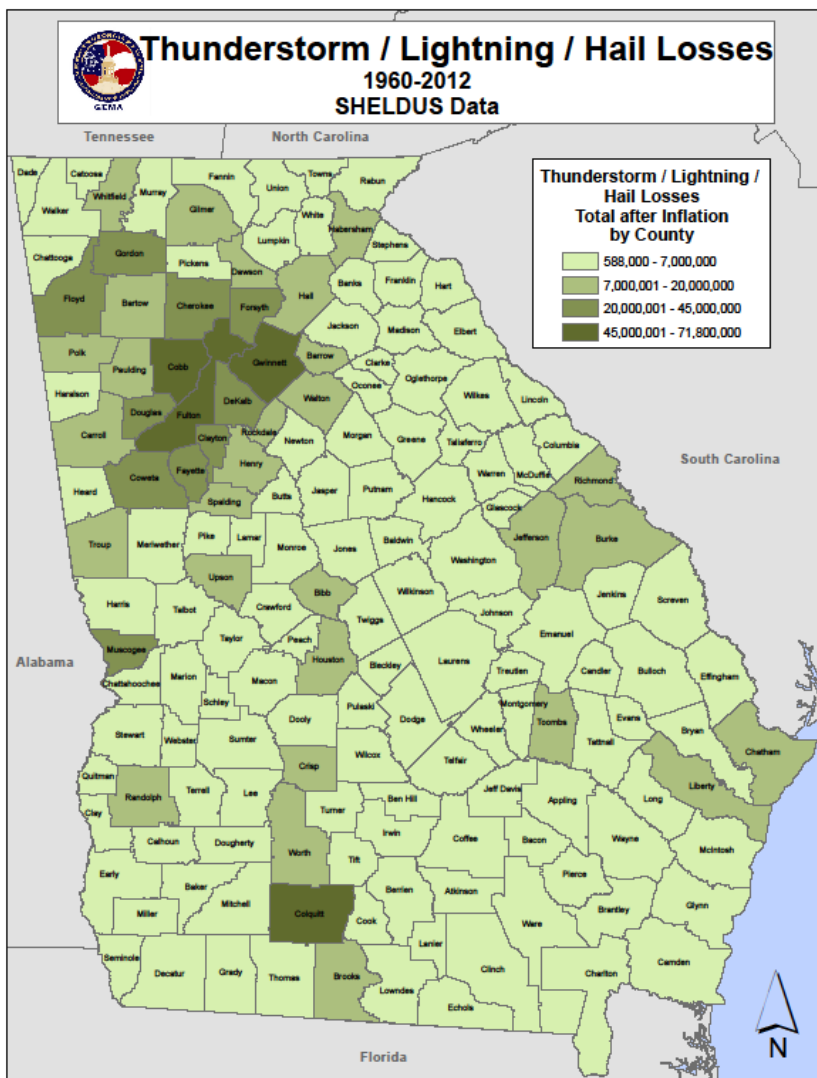 Thunderstorm / Lightning / Hail Losses
1960-2012
SHELDUS Data
GEMA
Tennessee
North Carolina
Thunderstorm / Lightning /
Hail Losses
Total after Inflation
by County
588,000 - 7,000,000
7,000,001 - 20,000,000
20,000,001 - 45,000,000
45,000,001 - 71,800,000
Dade
Catoosa
Whitfield
Murray
Fannin
Union
Towns
Rabun
Walker
Gilmer
White
Habersham
Lumpkin
Stephens
Chattooga
Gordon
Pickens
Dawson
Hall
Banks
Franklin
Hart
Floyd
Bartow
Cherokee
Forsyth
Jackson
Madison
Elbert
Polk
Paulding
Cobb
Gwinnett
Barrow
Clarke
Oconee
Oglethorpe
Wilkes
Lincoln
Haralson
Douglas
Fulton
DeKalb
Walton
Carroll
Clayton
Rockdale
Newton
Morgan
Greene
Taliaferro
Columbia
McDuffie
Warren
South Carolina
Heard
Coweta
Fayette
Henry
Spalding
Butts
Jasper
Putnam
Hancock
Glascock
Richmond
Troup
Meriwether
Pike
Lamar
Monroe
Jones
Baldwin
Washington
Jefferson
Burke
Upson
Bibb
Wilkinson
Harris
Talbot
Crawford
Twiggs
Johnson
Jenkins
Screven
Emanuel
Alabama
Muscogee
Taylor
Peach
Houston
Bleckley
Laurens
Treutlen
Candler
Bulloch
Effingham
Chattahoochee
Marion
Macon
Schley
Pulaski
Dodge
Montgomery
Wheeler
Toombs
Evans
Tattnall
Bryan
Chatham
Stewart
Webster
Sumter
Dooly
Wilcox
Telfair
Crisp
Quitman
Randolph
Terrell
Lee
Turner
Ben Hill
Jeff Davis
Appling
Long
Liberty
Clay
Calhoun
Dougherty
Worth
Irwin
Coffee
Bacon
Wayne
McIntosh
Early
Baker
Mitchell
Tift
Pierce
Miller
Colquitt
Cook
Berrien
Atkinson
Ware
Brantley
Glynn
Seminole
Decatur
Grady
Thomas
Brooks
Lanier
Lowndes
Clinch
Echols
Charlton
Camden
Florida
N